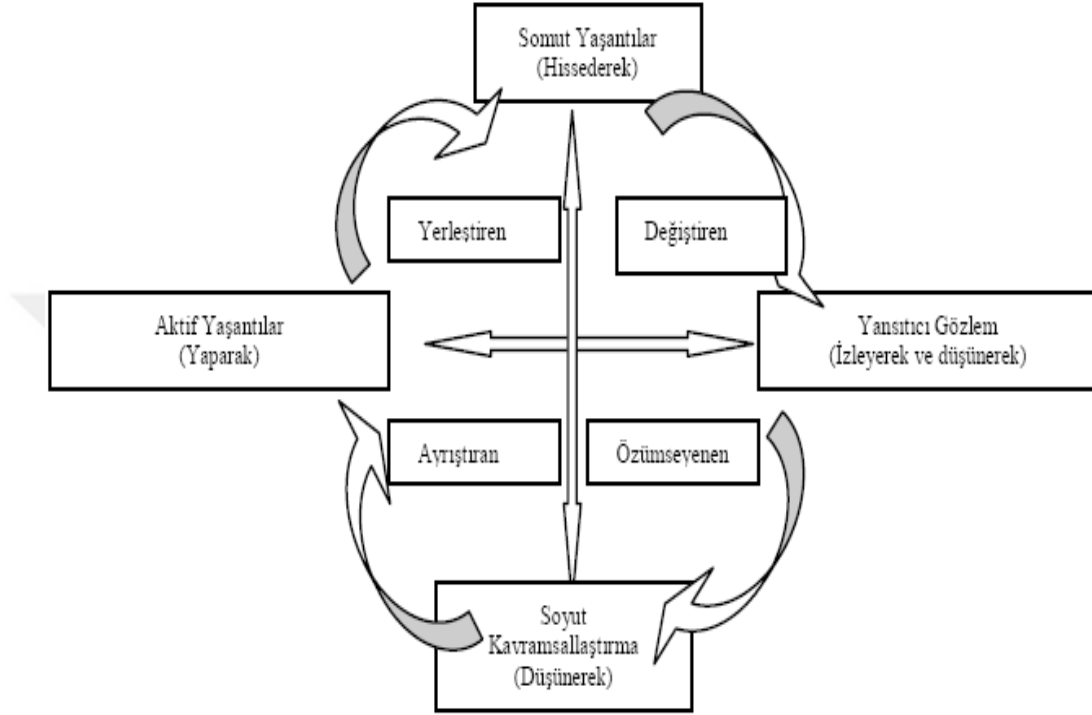 Somut Yaşantılar
(Hissederek)
Yerleştiren
Değiştiren
Aktif Yaşantılar
(Yaparak)
Yansıtıcı Gözlem
(İzleyerek ve düşünerek)
Ayrıştıran
Özümseyenen
Soyut
Kavramsallaştırma
(Düşünerek)